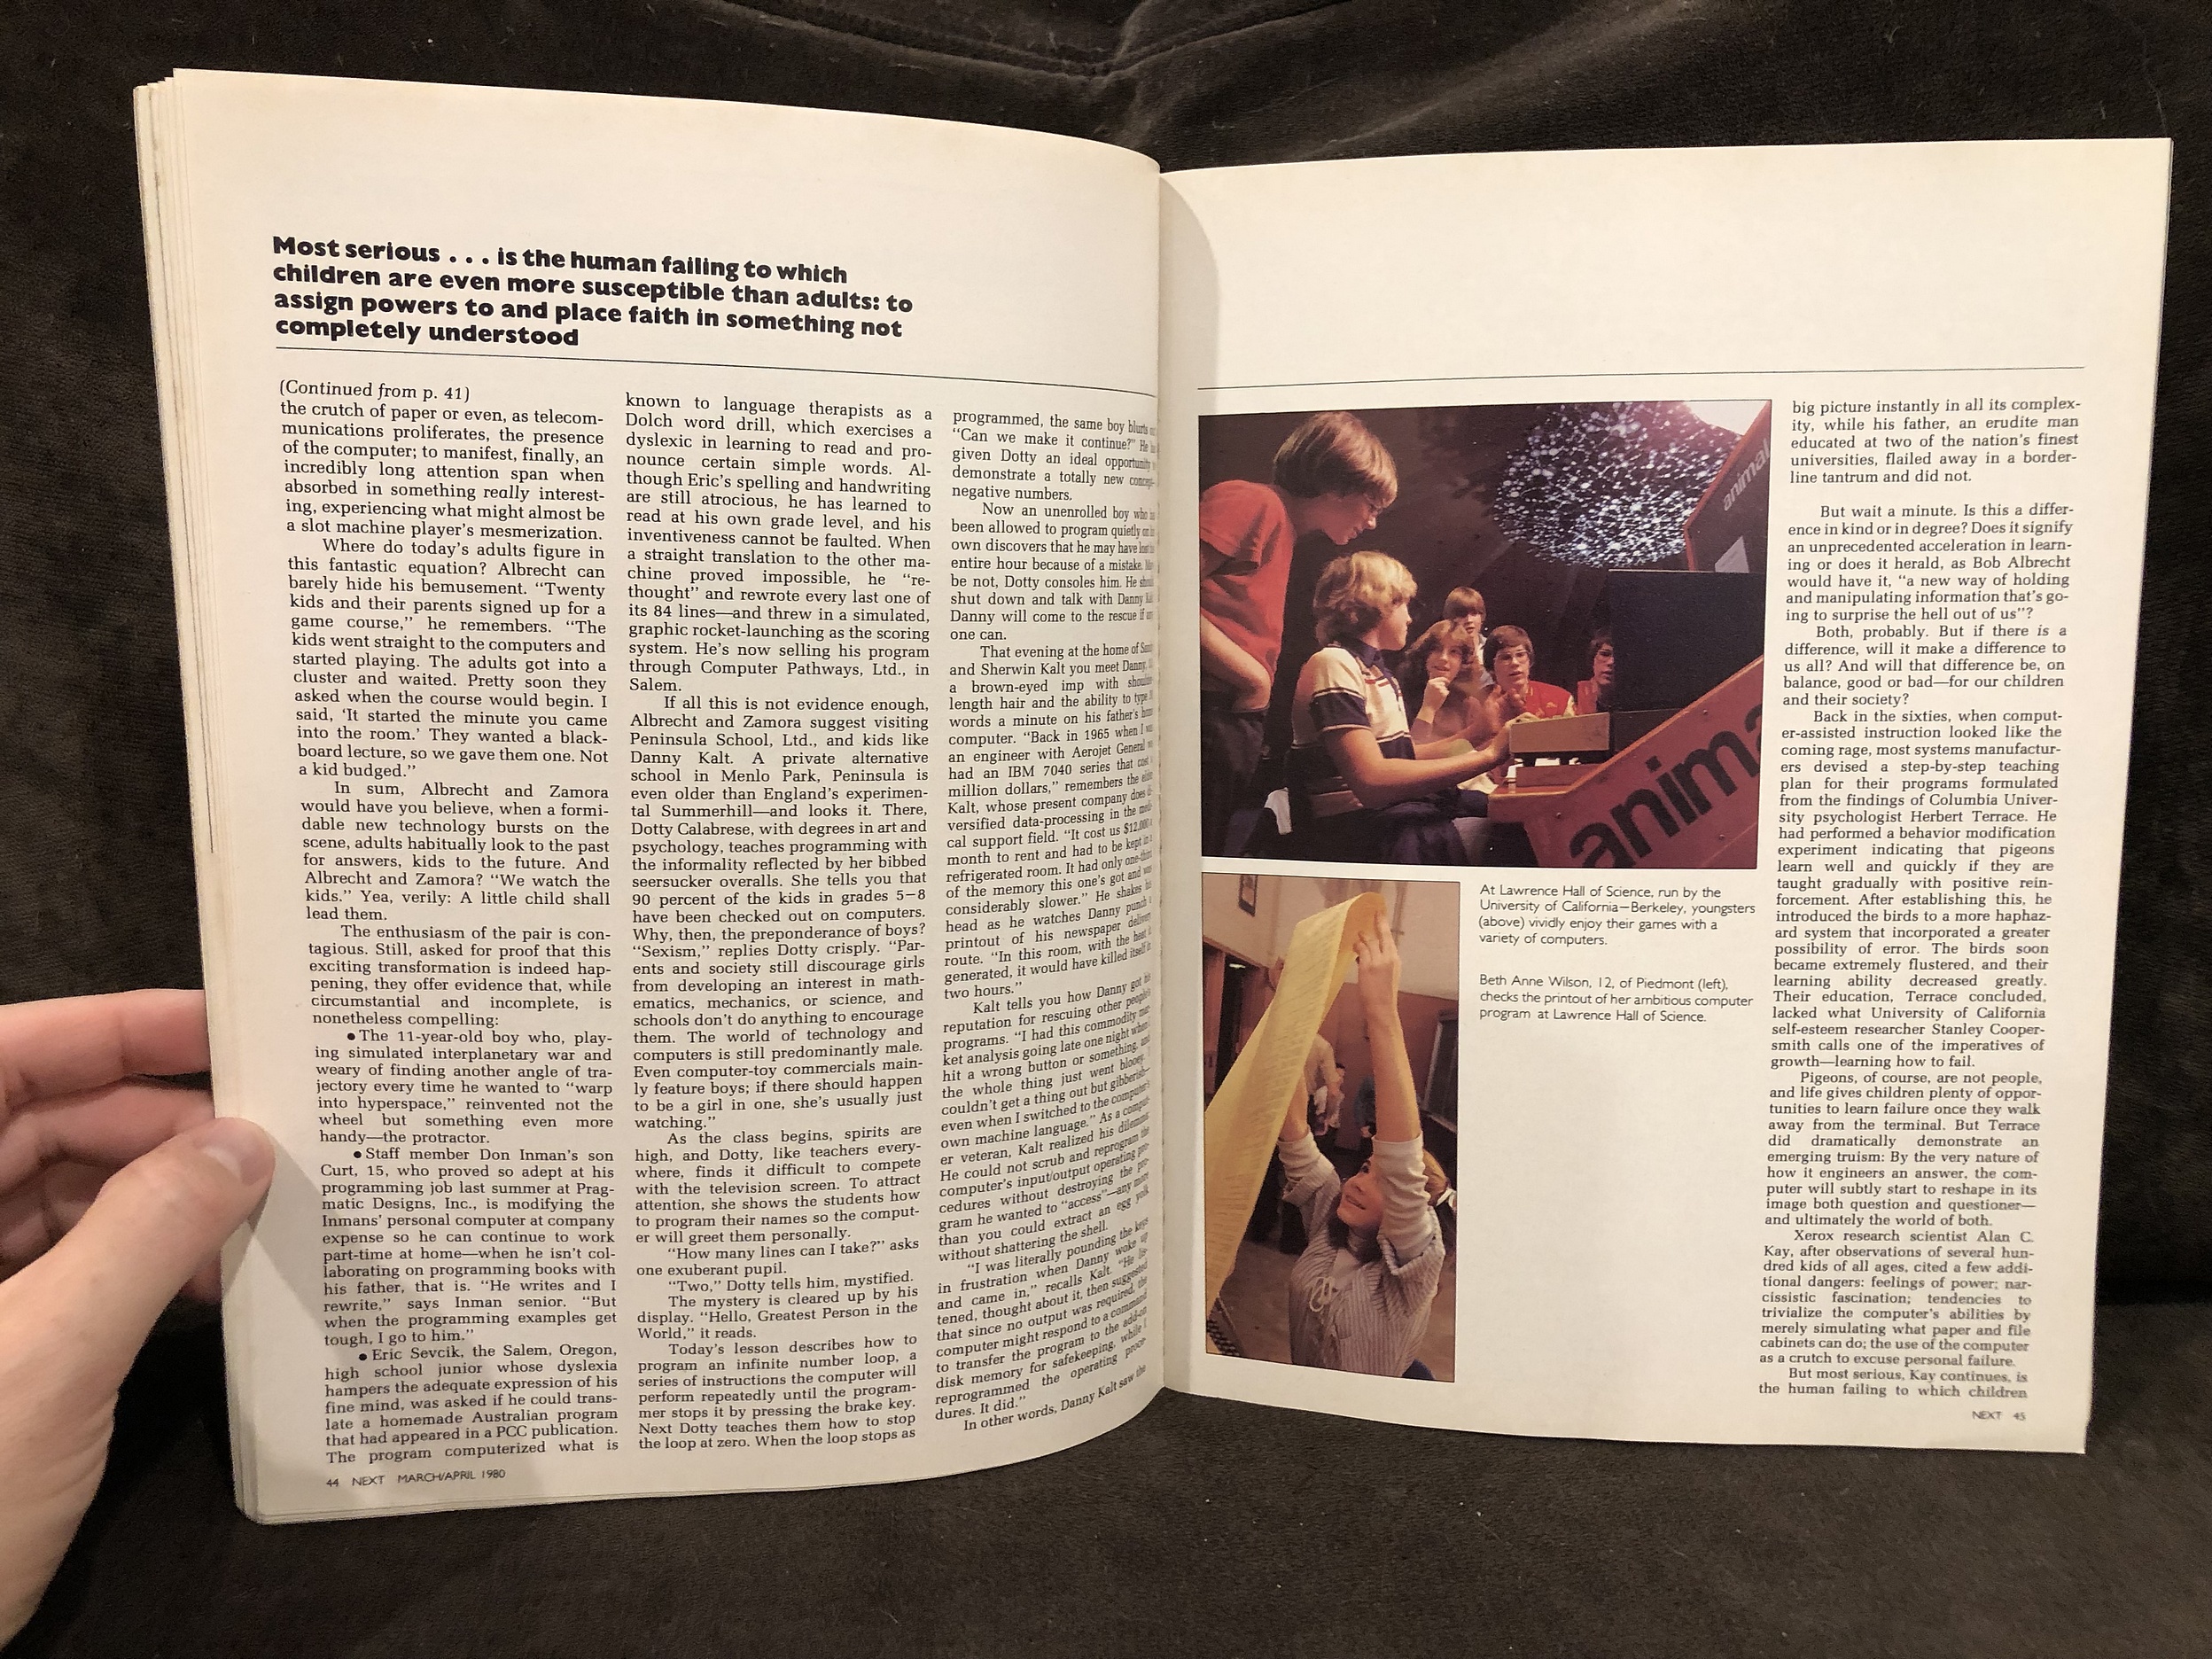 Most serious . . . is the human failing to which
children are even more susceptible than adults: to
assign powers to and place faith in something not
completely understood
(Continued from p. 41)
the crutch of paper or even, as telecom-
munications proliferates, the presence
of the computer; to manifest, finally, an
incredibly long attention span when
absorbed in something really interest-
ing, experiencing what might almost be
a slot machine player's mesmerization.
Where do today's adults figure in
this fantastic equation? Albrecht can
barely hide his bemusement. "Twenty
kids and their parents signed up for a
game course," he remembers. "The
kids went straight to the computers and
started playing. The adults got into a
cluster and waited. Pretty soon they
asked when the course would begin. I
said, 'It started the minute you came
into the room.' They wanted a black-
board lecture, so we gave them one. Not
a kid budged."
In sum, Albrecht and Zamora
would have you believe, when a formi-
dable new technology bursts on the
scene, adults habitually look to the past
for answers, kids to the future. And
Albrecht and Zamora? "We watch the
kids." Yea, verily: A little child shall
lead them.
The enthusiasm of the pair is con-
tagious. Still, asked for proof that this
exciting transformation is indeed hap-
pening, they offer evidence that, while
circumstantial and incomplete, is
nonetheless compelling:
● The 11-year-old boy who, play-
ing simulated interplanetary war and
weary of finding another angle of tra-
jectory every time he wanted to "warp
into hyperspace," reinvented not the
wheel but something even more
handy—the protractor.
● Staff member Don Inman's son
Curt, 15, who proved so adept at his
programming job last summer at Prag-
matic Designs, Inc., is modifying the
Inmans' personal computer at company
expense so he can continue to work
part-time at home—when he isn't col-
laborating on programming books with
his father, that is. "He writes and I
rewrite," says Inman senior. "But
when the programming examples get
tough, I go to him."
● Eric Sevcik, the Salem, Oregon,
high school junior whose dyslexia
hampers the adequate expression of his
fine mind, was asked if he could trans-
late a homemade Australian program
that had appeared in a PCC publication.
The program computerized what is
44 NEXT MARCH/APRIL 1980
known to language therapists as a
Dolch word drill, which exercises a
dyslexic in learning to read and pro-
nounce certain simple words. Al-
though Eric's spelling and handwriting
are still atrocious, he has learned to
read at his own grade level, and his
inventiveness cannot be faulted. When
a straight translation to the other ma-
chine proved impossible, he "re-
thought" and rewrote every last one of
its 84 lines—and threw in a simulated,
graphic rocket-launching as the scoring
system. He's now selling his program
through Computer Pathways, Ltd., in
Salem.
If all this is not evidence enough,
Albrecht and Zamora suggest visiting
Peninsula School, Ltd., and kids like
Danny Kalt. A private alternative
school in Menlo Park, Peninsula is
even older than England's experimen-
tal Summerhill—and looks it. There,
Dotty Calabrese, with degrees in art and
psychology, teaches programming with
the informality reflected by her bibbed
seersucker overalls. She tells you that
90 percent of the kids in grades 5–8
have been checked out on computers.
Why, then, the preponderance of boys?
"Sexism," replies Dotty crisply. "Par-
ents and society still discourage girls
from developing an interest in math-
ematics, mechanics, or science, and
schools don't do anything to encourage
them. The world of technology and
computers is still predominantly male.
Even computer-toy commercials main-
ly feature boys; if there should happen
to be a girl in one, she's usually just
watching."
As the class begins, spirits are
high, and Dotty, like teachers every-
where, finds it difficult to compete
with the television screen. To attract
attention, she shows the students how
to program their names so the comput-
er will greet them personally.
"How many lines can I take?" asks
one exuberant pupil.
"Two," Dotty tells him, mystified.
The mystery is cleared up by his
display. "Hello, Greatest Person in the
World," it reads.
Today's lesson describes how to
program an infinite number loop, a
series of instructions the computer will
perform repeatedly until the program-
mer stops it by pressing the brake key.
Next Dotty teaches them how to stop
the loop at zero. When the loop stops as
programmed, the same boy blurts
"Can we make it continue?" He
given Dotty an ideal opportunity
demonstrate a totally new
negative numbers.
Now an unenrolled boy who
been allowed to program quietly on
own discovers that he may have lost
entire hour because of a mistake.
be not, Dotty consoles him. He
shut down and talk with Danny
Danny will come to the rescue if
one can.
That evening at the home of
and Sherwin Kalt you meet Danny,
a brown-eyed imp with
length hair and the ability to type
words a minute on his father's
computer. "Back in 1965 when I
an engineer with Aerojet General
had an IBM 7040 series that cost
million dollars," remembers the
Kalt, whose present company does
versified data-processing in the
cal support field. "It cost us
month to rent and had to be kept in
refrigerated room. It had only
of the memory this one's got and
considerably slower." He shakes
head as he watches Danny punch
printout of his newspaper delivery
route. "In this room, with the heat
generated, it would have killed itself
two hours."
Kalt tells you how Danny got
reputation for rescuing other people's
programs. "I had this commodity mar-
ket analysis going late one night when I
hit a wrong button or something, and
the whole thing just went blooey. I
couldn't get a thing out but gibberish—
even when I switched to the computer's
own machine language." As a comput-
er veteran, Kalt realized his dilemma:
He could not scrub and reprogram the
computer's input/output operating pro-
cedures without destroying the pro-
gram he wanted to "access"—any more
than you could extract an egg yolk
without shattering the shell.
"I was literally pounding the keys
in frustration when Danny woke up
and came in," recalls Kalt. "He lis-
tened, thought about it, then suggested
that since no output was required, the
computer might respond to a command
to transfer the program to the add-on
disk memory for safekeeping, while I
reprogrammed the operating proce-
dures. It did."
In other words, Danny Kalt saw the
animal
anima
At Lawrence Hall of Science, run by the
University of California–Berkeley, youngsters
(above) vividly enjoy their games with a
variety of computers.
Beth Anne Wilson, 12, of Piedmont (left),
checks the printout of her ambitious computer
program at Lawrence Hall of Science.
big picture instantly in all its complex-
ity, while his father, an erudite man
educated at two of the nation's finest
universities, flailed away in a border-
line tantrum and did not.
But wait a minute. Is this a differ-
ence in kind or in degree? Does it signify
an unprecedented acceleration in learn-
ing or does it herald, as Bob Albrecht
would have it, "a new way of holding
and manipulating information that's go-
ing to surprise the hell out of us"?
Both, probably. But if there is a
difference, will it make a difference to
us all? And will that difference be, on
balance, good or bad—for our children
and their society?
Back in the sixties, when comput-
er-assisted instruction looked like the
coming rage, most systems manufactur-
ers devised a step-by-step teaching
plan for their programs formulated
from the findings of Columbia Univer-
sity psychologist Herbert Terrace. He
had performed a behavior modification
experiment indicating that pigeons
learn well and quickly if they are
taught gradually with positive rein-
forcement. After establishing this, he
introduced the birds to a more haphaz-
ard system that incorporated a greater
possibility of error. The birds soon
became extremely flustered, and their
learning ability decreased greatly.
Their education, Terrace concluded,
lacked what University of California
self-esteem researcher Stanley Cooper-
smith calls one of the imperatives of
growth—learning how to fail.
Pigeons, of course, are not people,
and life gives children plenty of oppor-
tunities to learn failure once they walk
away from the terminal. But Terrace
did dramatically demonstrate an
emerging truism: By the very nature of
how it engineers an answer, the com-
puter will subtly start to reshape in its
image both question and questioner—
and ultimately the world of both.
Xerox research scientist Alan C.
Kay, after observations of several hun-
dred kids of all ages, cited a few addi-
tional dangers: feelings of power; nar-
cissistic fascination; tendencies to
trivialize the computer's abilities by
merely simulating what paper and file
cabinets can do; the use of the computer
as a crutch to excuse personal failure.
But most serious, Kay continues, is
the human failing to which children
NEXT 45